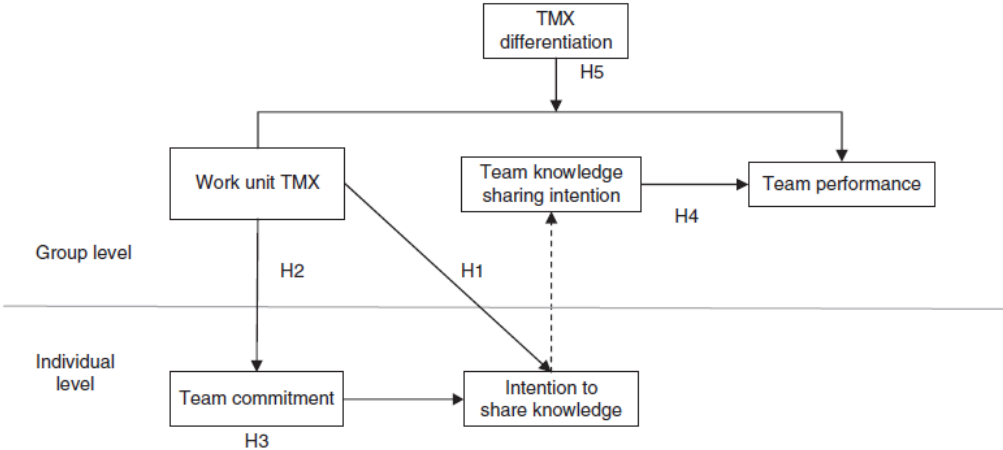 TMX
differentiation
H5
Work unit TMX
Team knowledge
sharing intention
Team performance
H4
Group level
H2
H1
Individual
level
Team commitment
Intention to
share knowledge
H3